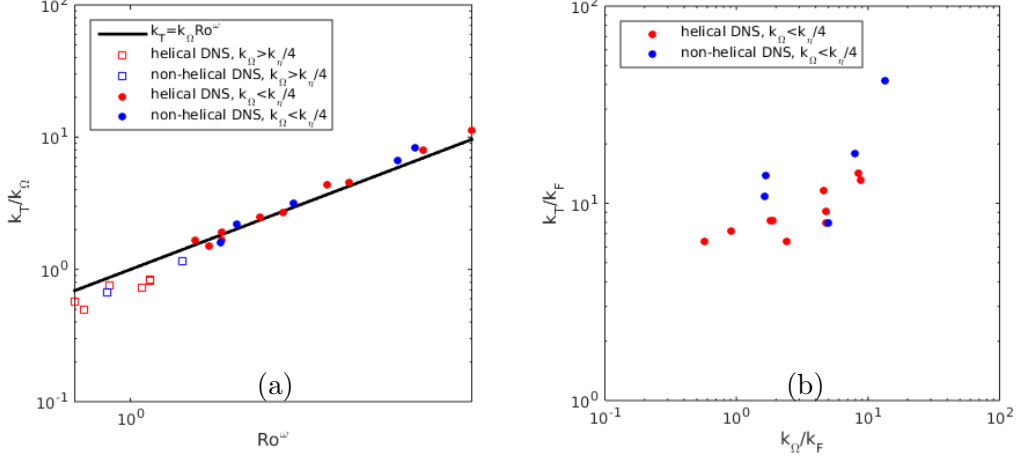 10^2
k_T=k_ΩRo^ω
helical DNS, k_Ω>k_η/4
non-helical DNS, k_Ω>k_η/4
helical DNS, k_Ω<k_η/4
non-helical DNS, k_Ω<k_η/4
10^1
k_T/k_Ω
10^0
10^-1
10^0
Ro^ω
(a)
10^2
helical DNS, k_Ω<k_η/4
non-helical DNS, k_Ω<k_η/4
k_T/k_F
10^1
10^0
10^-1
10^0
10^1
10^2
k_Ω/k_F
(b)